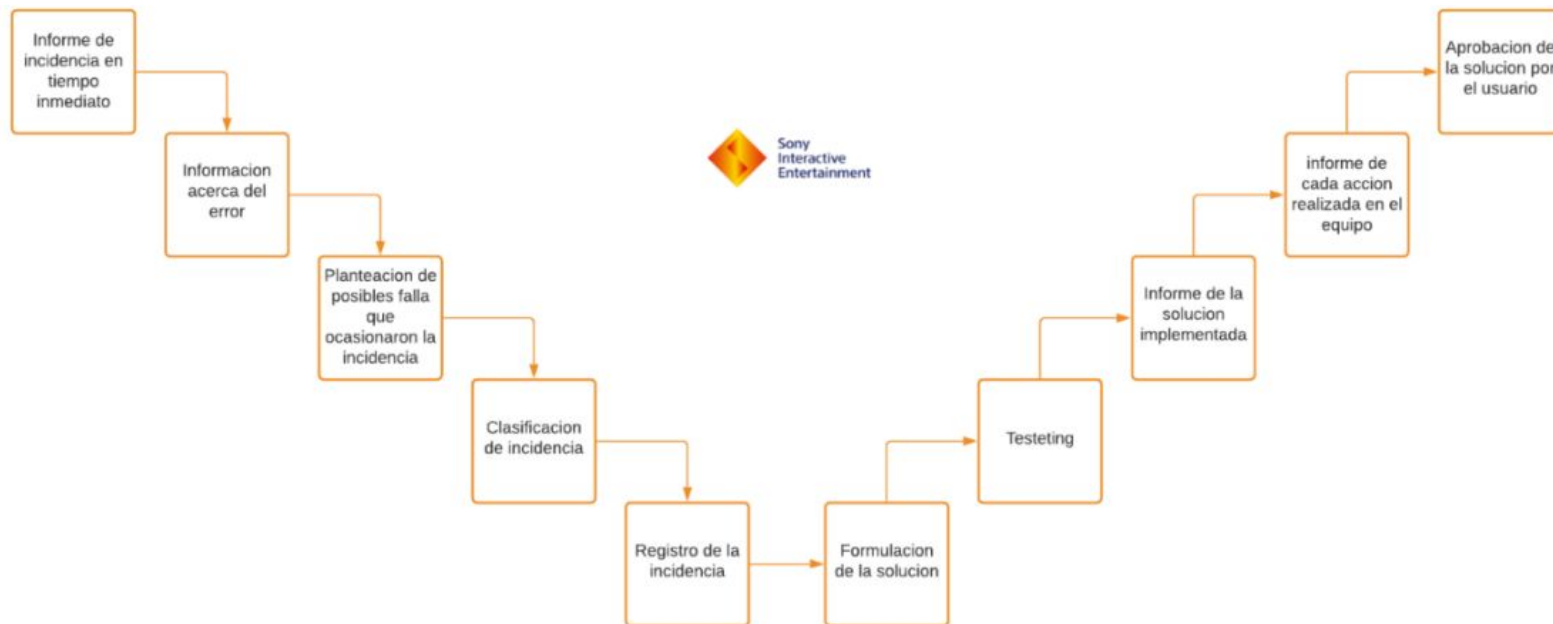 Informe de
incidencia en
tiempo
inmediato
Informacion
acerca del
error
Planteacion de
posibles falla
que
ocasionaron la
incidencia
Clasificacion
de incidencia
Registro de la
incidencia
Formulacion
de la solucion
Testeting
Informe de la
solucion
implementada
informe de
cada accion
realizada en el
equipo
Aprobacion de
la solucion por
el usuario
Sony
Interactive
Entertainment